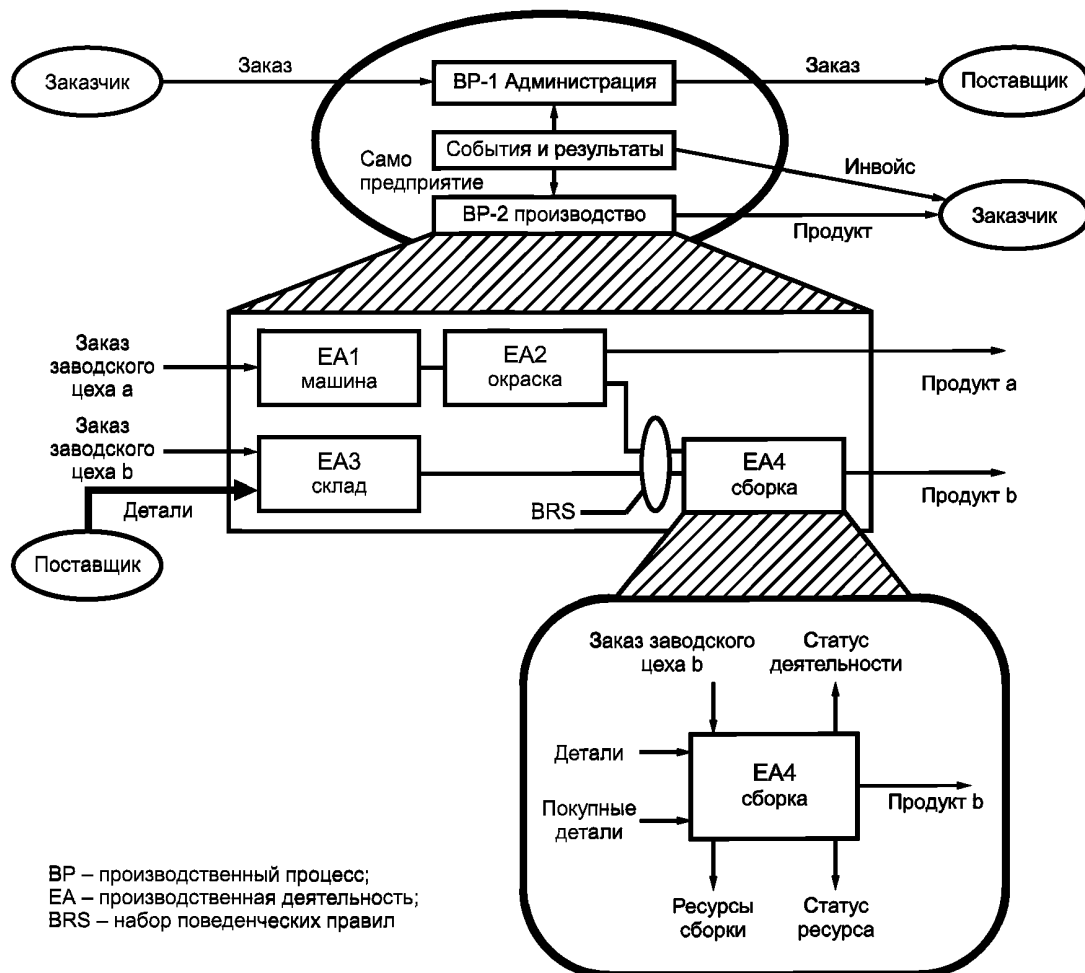 Заказчик
Заказ
ВР-1 Администрация
Заказ
Поставщик
События и результаты
Само
предприятие
Инвойс
ВР-2 производство
Продукт
Заказчик
Заказ
заводского
цеха а
ЕА1
машина
ЕА2
окраска
Продукт а
Заказ
заводского
цеха b
ЕА3
склад
ЕА4
сборка
Продукт b
BRS
Детали
Поставщик
Заказ заводского
цеха b
Статус
деятельности
Детали
ЕА4
сборка
Продукт b
Покупные
детали
Ресурсы
сборки
Статус
ресурса
ВР – производственный процесс;
ЕА – производственная деятельность;
BRS – набор поведенческих правил